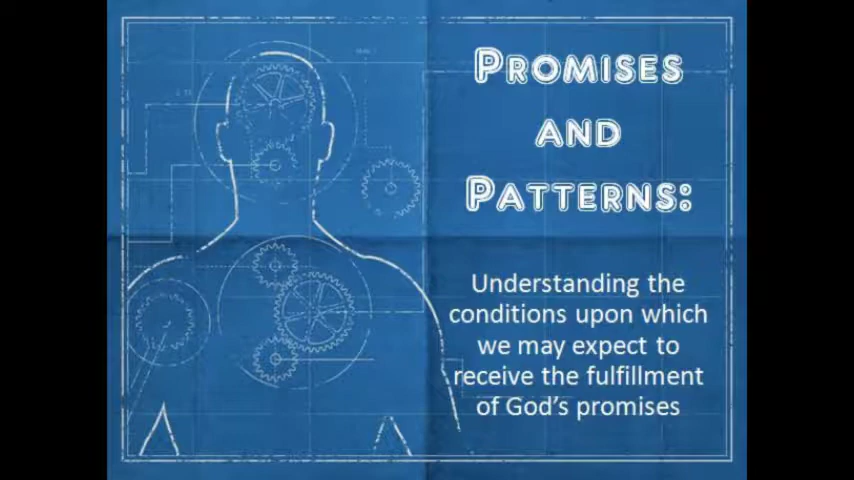 Promises
and
Patterns:
Understanding the
conditions upon which
we may expect to
receive the fulfillment
of God's promises